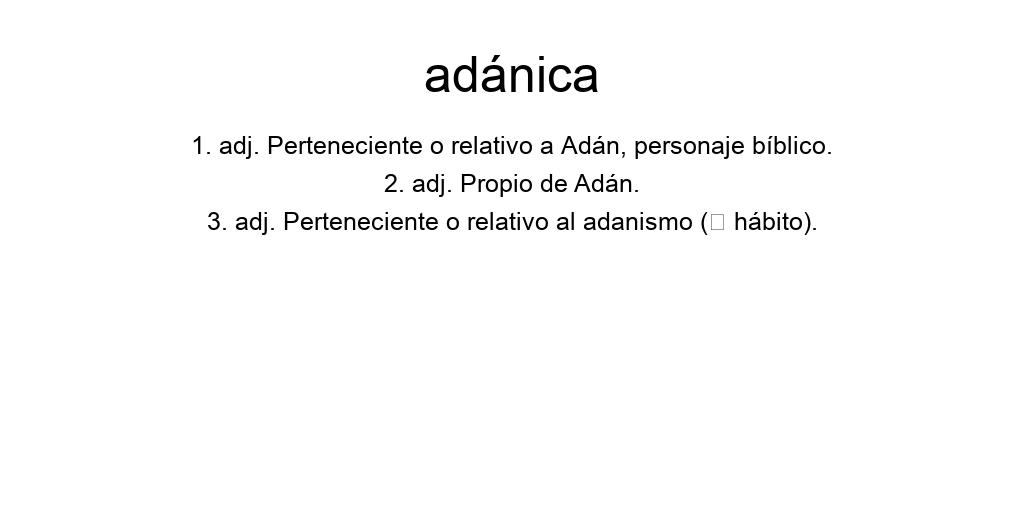 adánica
1. adj. Perteneciente o relativo a Adán, personaje bíblico.
2. adj. Propio de Adán.
3. adj. Perteneciente o relativo al adanismo (□ hábito).